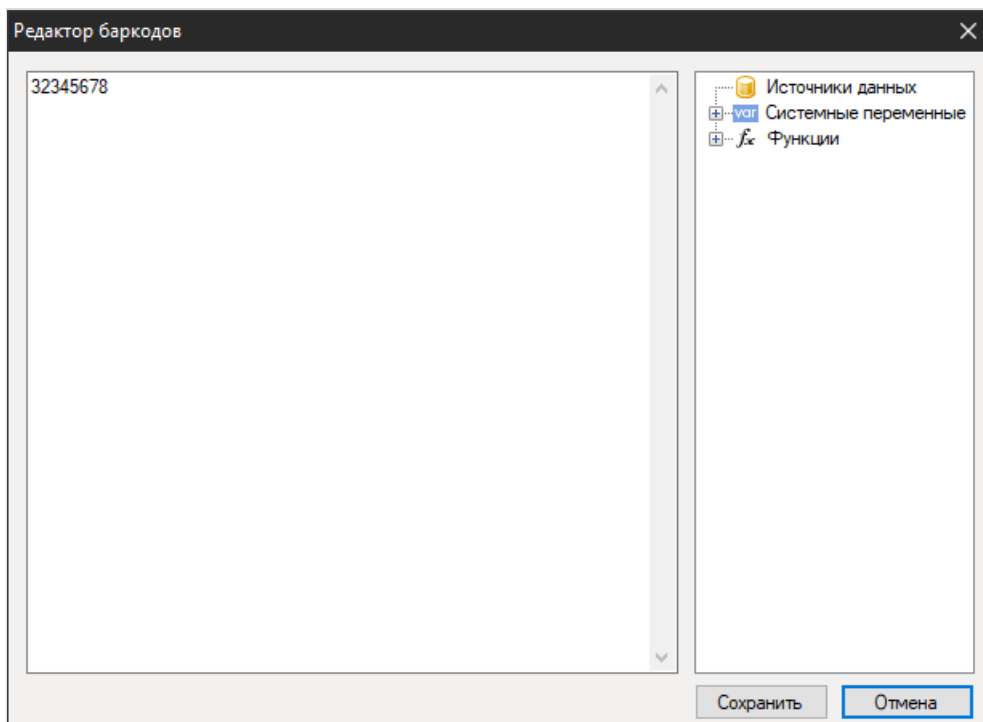 Редактор баркодов
32345678
Источники данных
var Системные переменные
fx Функции
Сохранить
Отмена